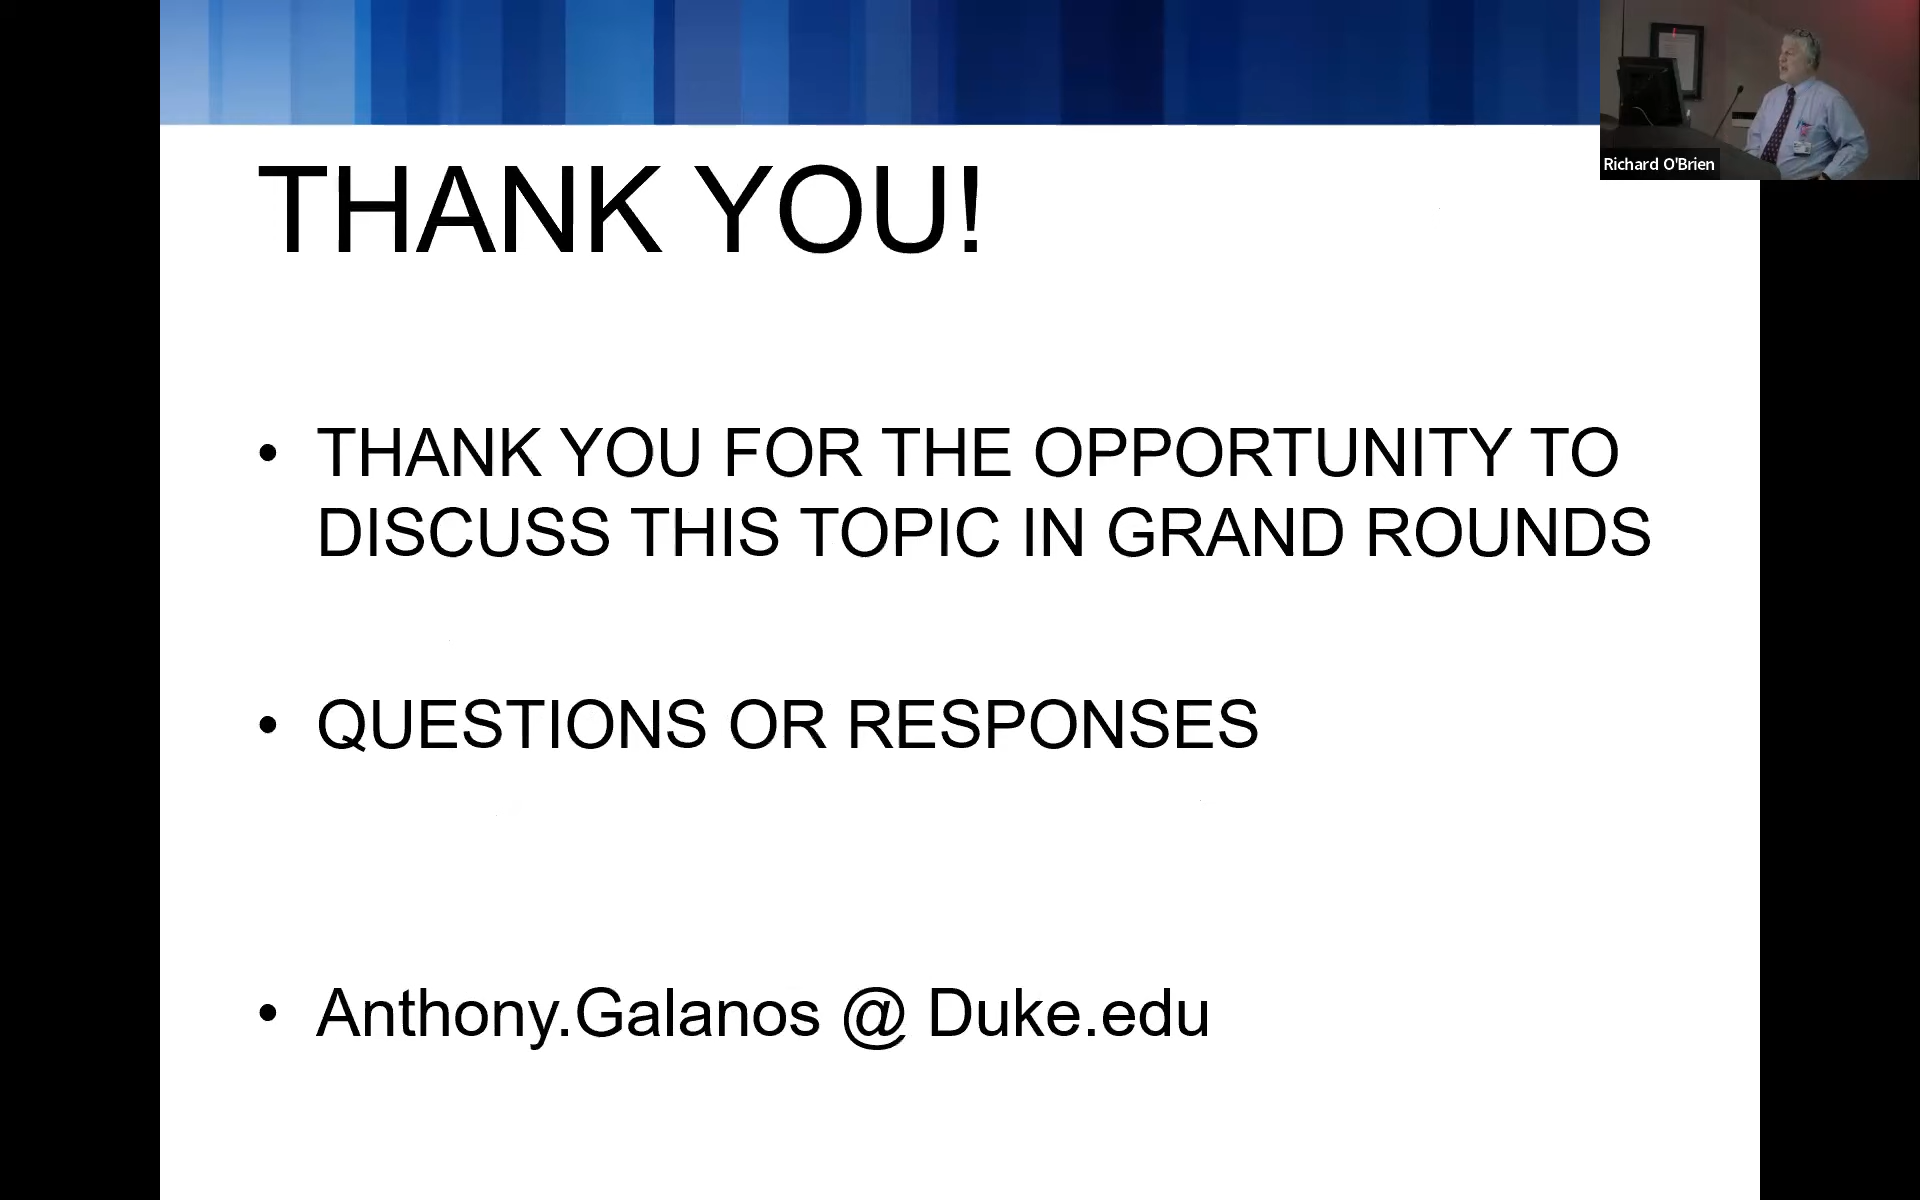 Richard O'Brien
THANK YOU!
• THANK YOU FOR THE OPPORTUNITY TO
DISCUSS THIS TOPIC IN GRAND ROUNDS
• QUESTIONS OR RESPONSES
• Anthony.Galanos @ Duke.edu